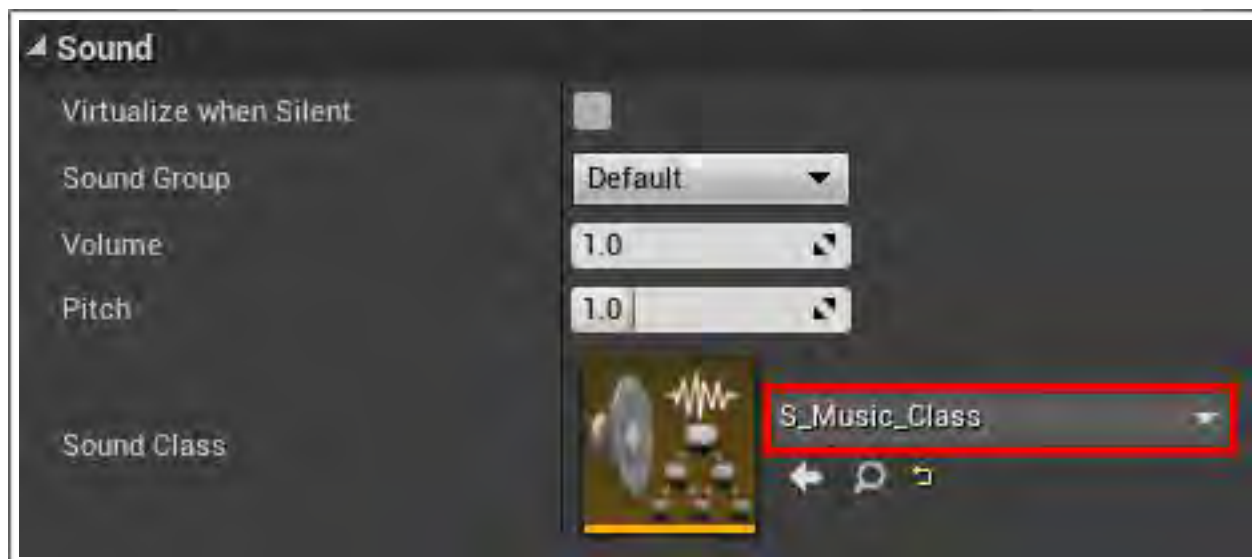 Sound
Virtualize when Silent
Sound Group Default
Volume 1.0
Pitch 1.0
Sound Class S_Music_Class